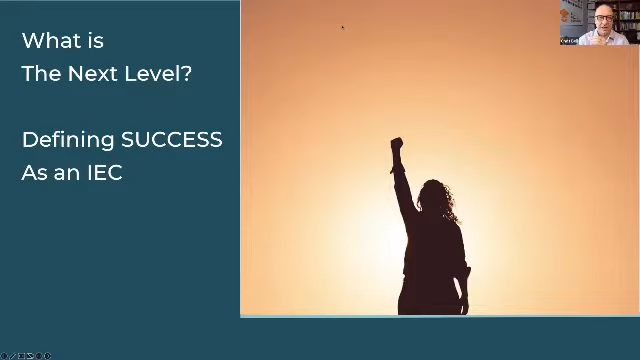 What is
The Next Level?
Defining SUCCESS
As an IEC